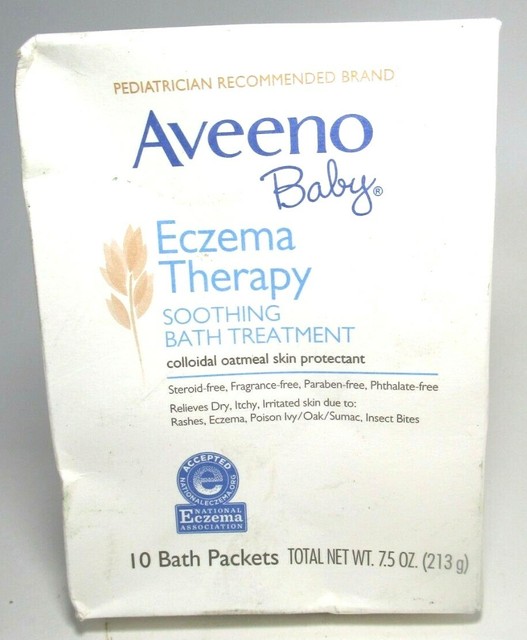 PEDIATRICIAN RECOMMENDED BRAND
Aveeno
Baby®
Eczema
Therapy
SOOTHING
BATH TREATMENT
colloidal oatmeal skin protectant
Steroid-free, Fragrance-free, Paraben-free, Phthalate-free
Relieves Dry, Itchy, Irritated skin due to:
Rashes, Eczema, Poison Ivy/Oak/Sumac, Insect Bites
ACCEPTED
e
NATIONALECZEMA.ORG
NATIONAL
Eczema
ASSOCIATION
10 Bath Packets TOTAL NET WT. 7.5 OZ. (213 g)